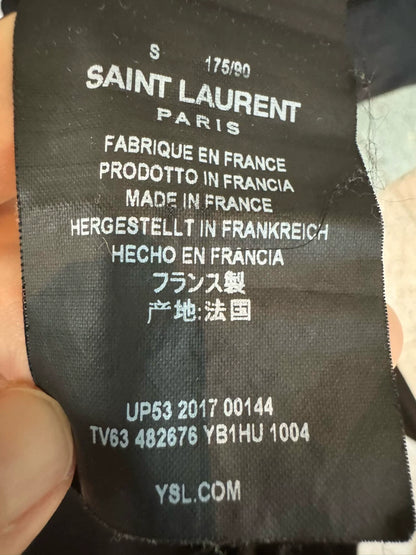 S 175/90
SAINT LAURENT
PARIS
FABRIQUE EN FRANCE
PRODOTTO IN FRANCIA
MADE IN FRANCE
HERGESTELLT IN FRANKREICH
HECHO EN FRANCIA
フランス製
产地:法国
UP53 2017 00144
TV63 482676 YB1HU 1004
YSL.COM